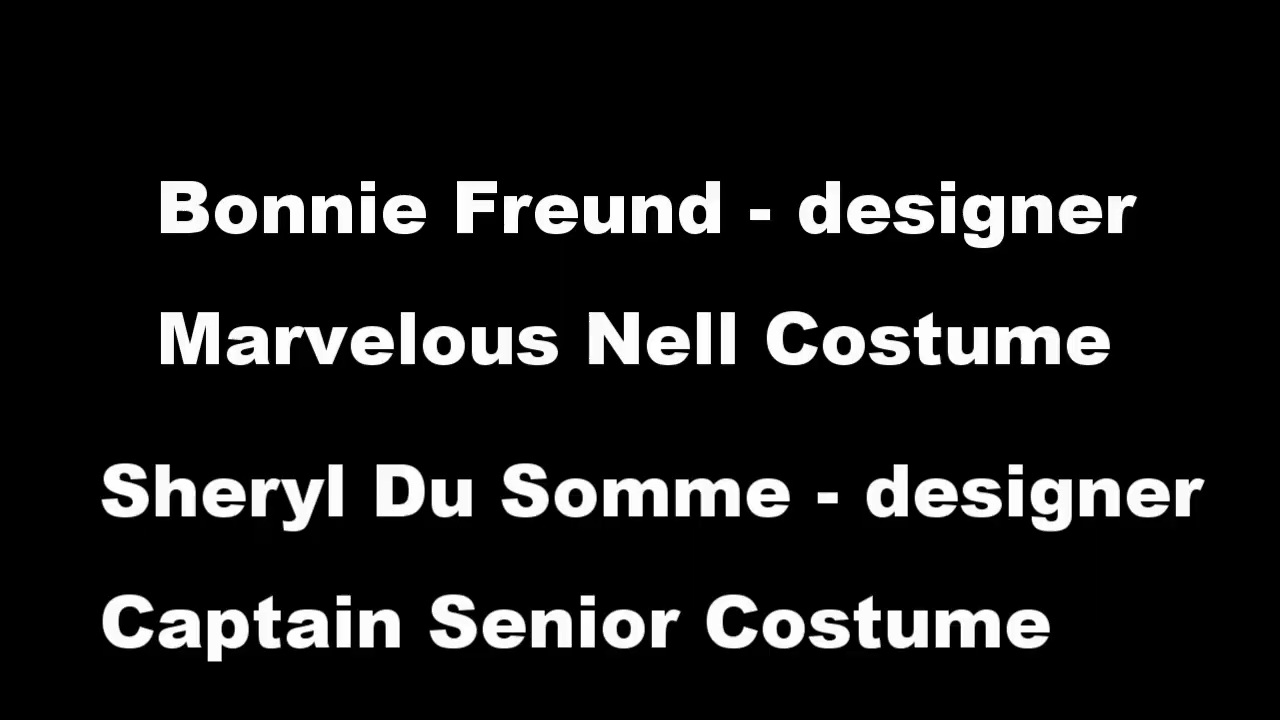 Bonnie Freund - designer
Marvelous Nell Costume
Sheryl Du Somme - designer
Captain Senior Costume